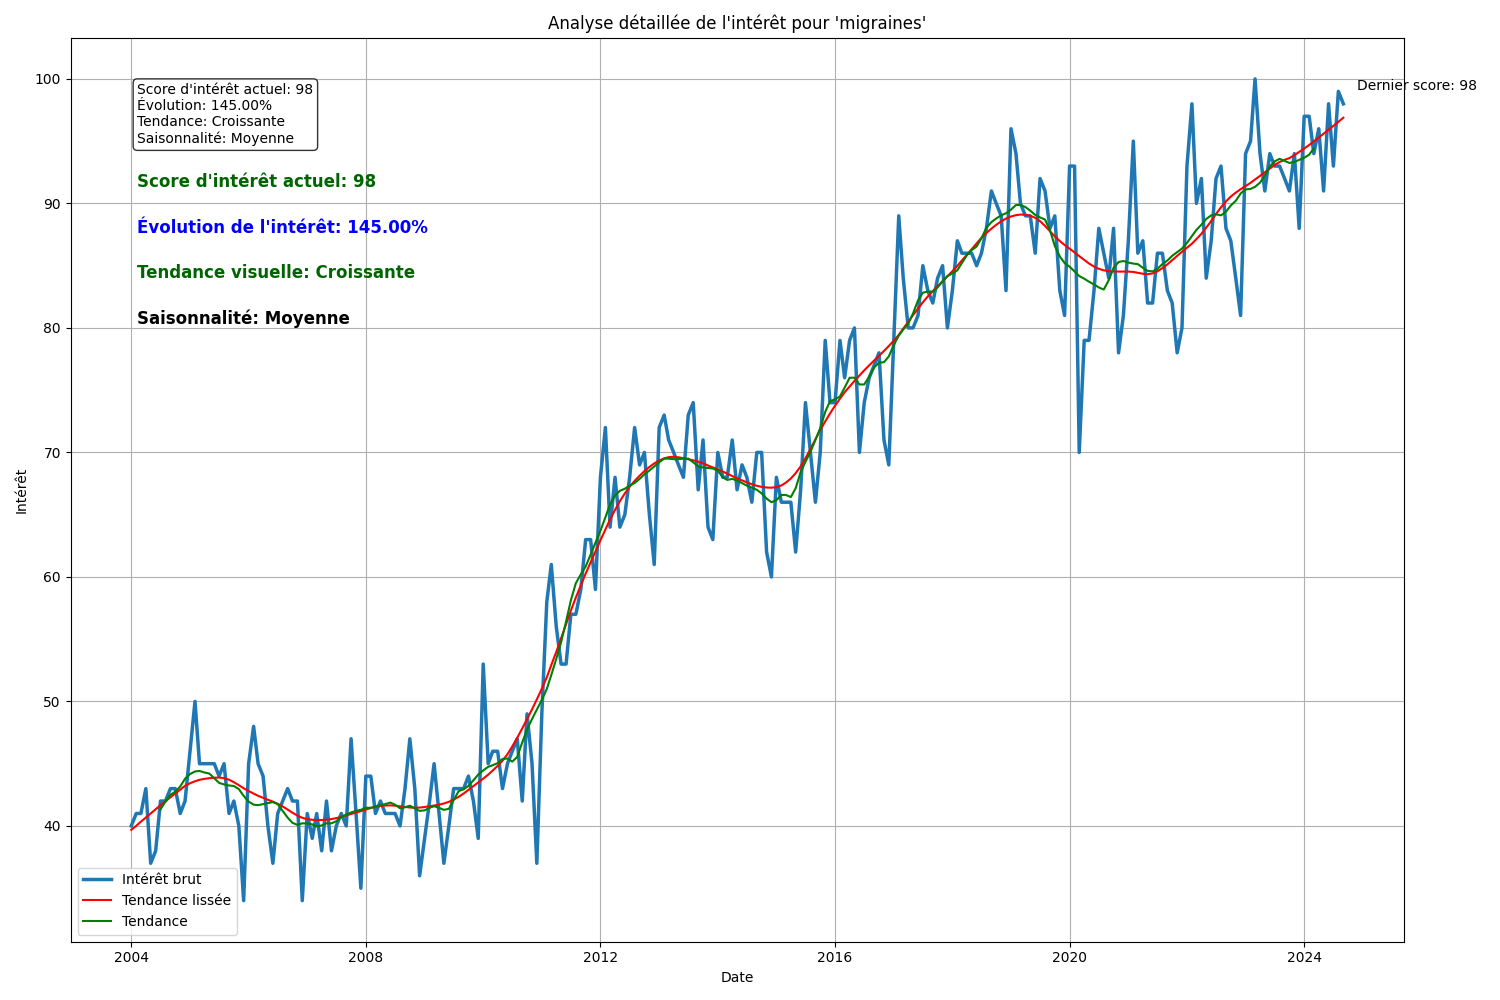 Analyse détaillée de l'intérêt pour 'migraines'
Score d'intérêt actuel: 98
Évolution: 145.00%
Tendance: Croissante
Saisonnalité: Moyenne
Dernier score: 98
Score d'intérêt actuel: 98
Évolution de l'intérêt: 145.00%
Tendance visuelle: Croissante
Saisonnalité: Moyenne
100
90
80
70
60
50
40
Intérêt
Intérêt brut
Tendance lissée
Tendance
2004
2008
2012
2016
2020
2024
Date